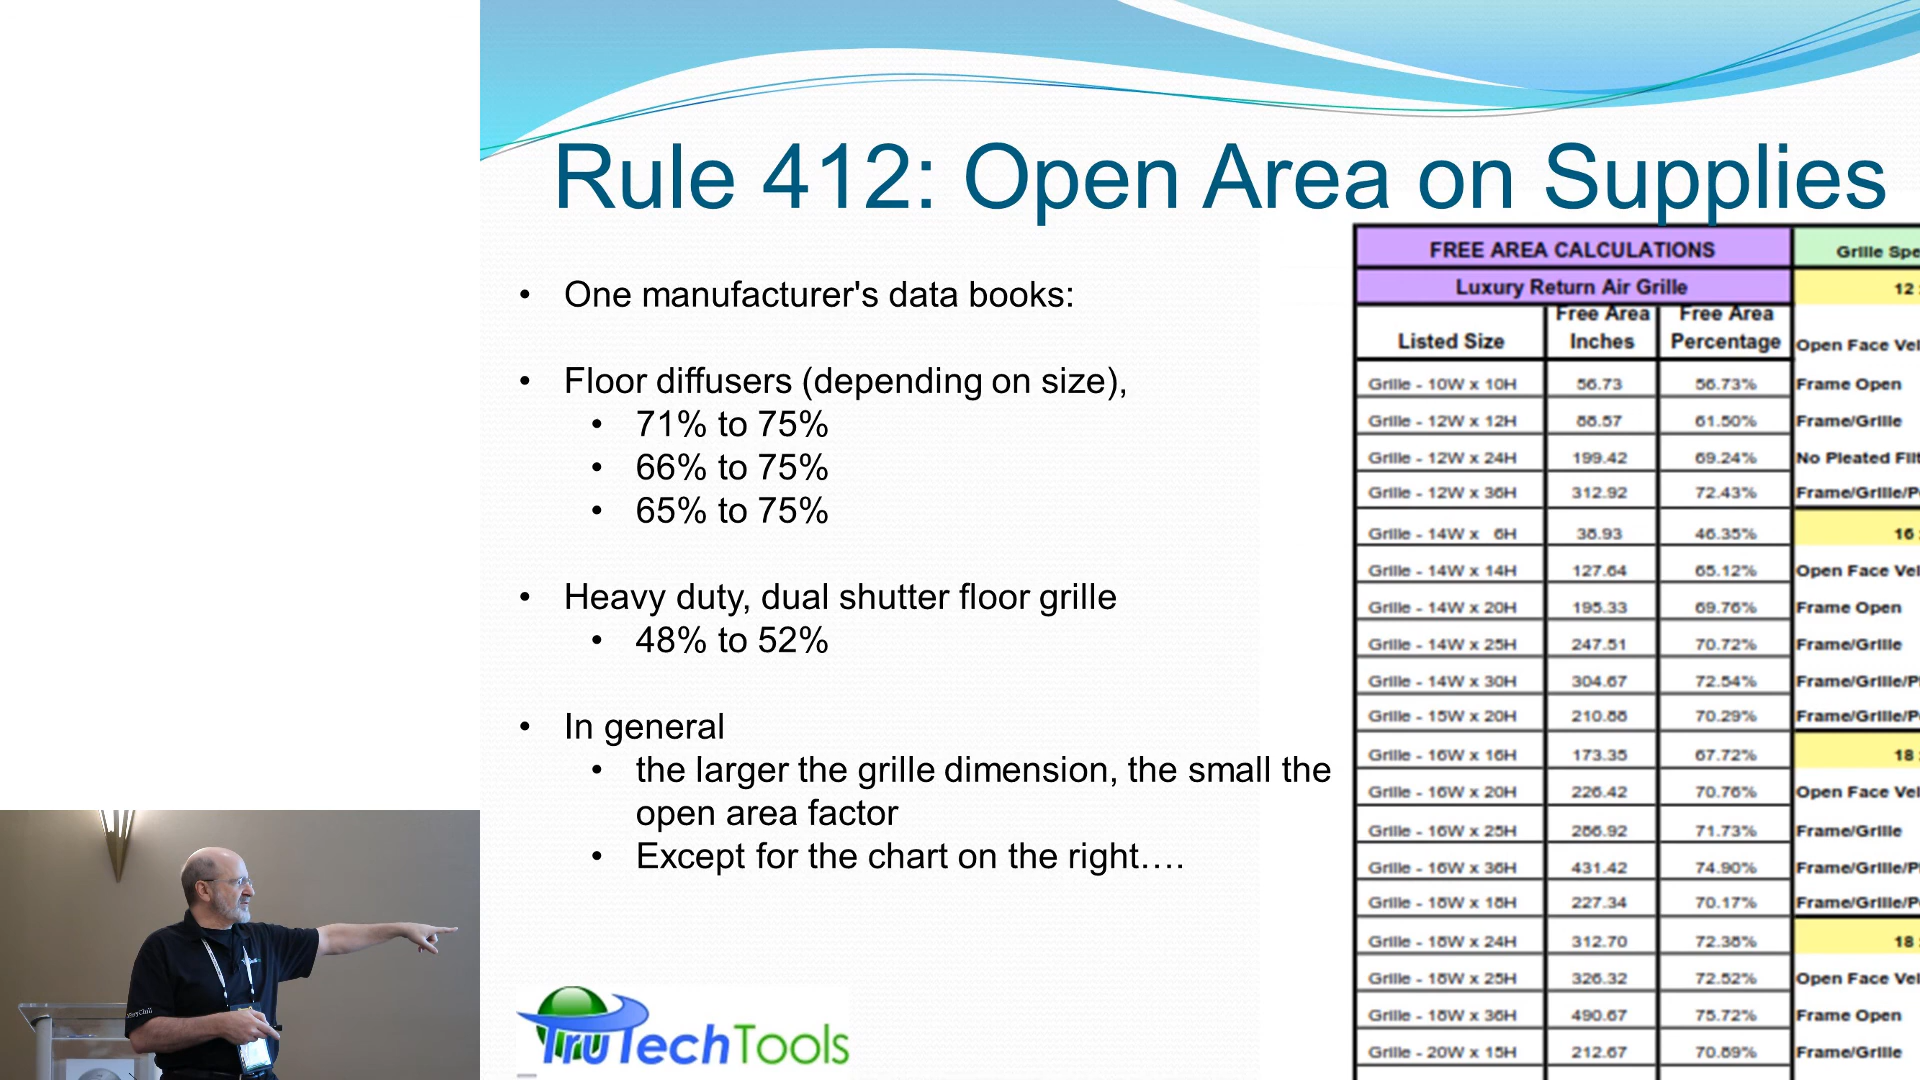 Rule 412: Open Area on Supplies
• One manufacturer's data books:
• Floor diffusers (depending on size),
• 71% to 75%
• 66% to 75%
• 65% to 75%
• Heavy duty, dual shutter floor grille
• 48% to 52%
• In general
• the larger the grille dimension, the small the
open area factor
• Except for the chart on the right….
TruTechTools
FREE AREA CALCULATIONS
Luxury Return Air Grille
Listed Size Free Area Inches Free Area Percentage
Grille - 10W x 10H 56.73 56.73%
Grille - 12W x 12H 88.57 61.50%
Grille - 12W x 24H 199.42 69.24%
Grille - 12W x 36H 312.92 72.43%
Grille - 14W x 6H 38.93 46.35%
Grille - 14W x 14H 127.64 65.12%
Grille - 14W x 20H 195.33 69.76%
Grille - 14W x 25H 247.51 70.72%
Grille - 14W x 30H 304.67 72.54%
Grille - 15W x 20H 210.88 70.29%
Grille - 16W x 16H 173.35 67.72%
Grille - 16W x 20H 226.42 70.76%
Grille - 16W x 25H 286.92 71.73%
Grille - 16W x 36H 431.42 74.90%
Grille - 18W x 18H 227.34 70.17%
Grille - 18W x 24H 312.70 72.38%
Grille - 18W x 25H 326.32 72.52%
Grille - 18W x 36H 490.67 75.72%
Grille - 20W x 15H 212.67 70.89%
Grille Spe
12
Open Face Vel
Frame Open
Frame/Grille
No Pleated Filt
Frame/Grille/P
16
Open Face Vel
Frame Open
Frame/Grille
Frame/Grille/P
Frame/Grille/P
18
Open Face Vel
Frame/Grille
Frame/Grille/P
Frame/Grille/P
18
Open Face Vel
Frame Open
Frame/Grille